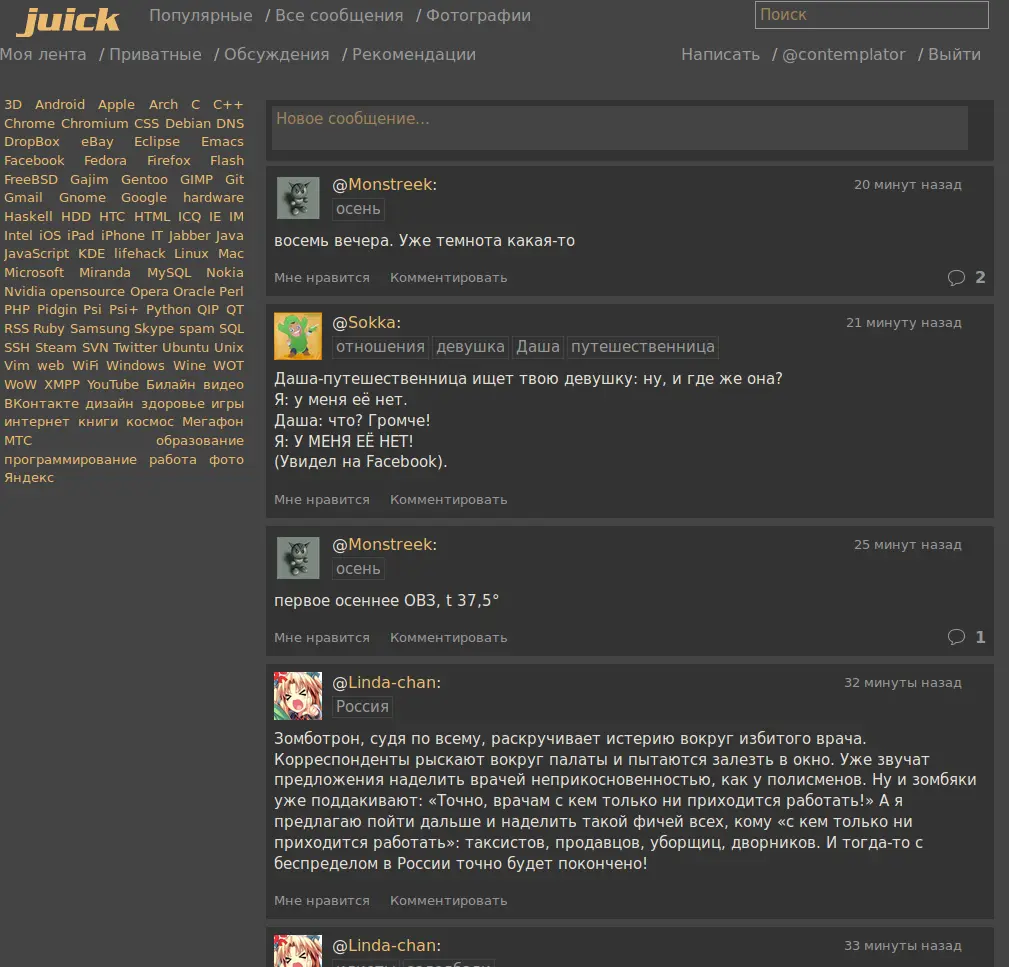 juick
Популярные / Все сообщения / Фотографии
Поиск
Моя лента / Приватные / Обсуждения / Рекомендации
Написать / @contemplator / Выйти
3D Android Apple Arch C C++
Chrome Chromium CSS Debian DNS
DropBox eBay Eclipse Emacs
Facebook Fedora Firefox Flash
FreeBSD Gajim Gentoo GIMP Git
Gmail Gnome Google hardware
Haskell HDD HTC HTML ICQ IE IM
Intel iOS iPad iPhone IT Jabber Java
JavaScript KDE lifehack Linux Mac
Microsoft Miranda MySQL Nokia
Nvidia opensource Opera Oracle Perl
PHP Pidgin Psi Psi+ Python QIP QT
RSS Ruby Samsung Skype spam SQL
SSH Steam SVN Twitter Ubuntu Unix
Vim web WiFi Windows Wine WOT
WoW XMPP YouTube Билайн видео
ВКонтакте дизайн здоровье игры
интернет книги космос Мегафон
МТС образование
программирование работа фото
Яндекс
Новое сообщение...
@Monstreek:
20 минут назад
осень
восемь вечера. Уже темнота какая-то
Мне нравится Комментировать
2
@Sokka:
21 минуту назад
отношения девушка Даша путешественница
Даша-путешественница ищет твою девушку: ну, и где же она?
Я: у меня её нет.
Даша: что? Громче!
Я: У МЕНЯ ЕЁ НЕТ!
(Увидел на Facebook).
Мне нравится Комментировать
@Monstreek:
25 минут назад
осень
первое осеннее ОВЗ, t 37,5°
Мне нравится Комментировать
1
@Linda-chan:
32 минуты назад
Россия
Зомботрон, судя по всему, раскручивает истерию вокруг избитого врача.
Корреспонденты рыскают вокруг палаты и пытаются залезть в окно. Уже звучат
предложения наделить врачей неприкосновенностью, как у полисменов. Ну и зомбяки
уже поддакивают: «Точно, врачам с кем только ни приходится работать!» А я
предлагаю пойти дальше и наделить такой фичей всех, кому «с кем только ни
приходится работать»: таксистов, продавцов, уборщиц, дворников. И тогда-то с
беспределом в России точно будет покончено!
Мне нравится Комментировать
@Linda-chan:
33 минуты назад